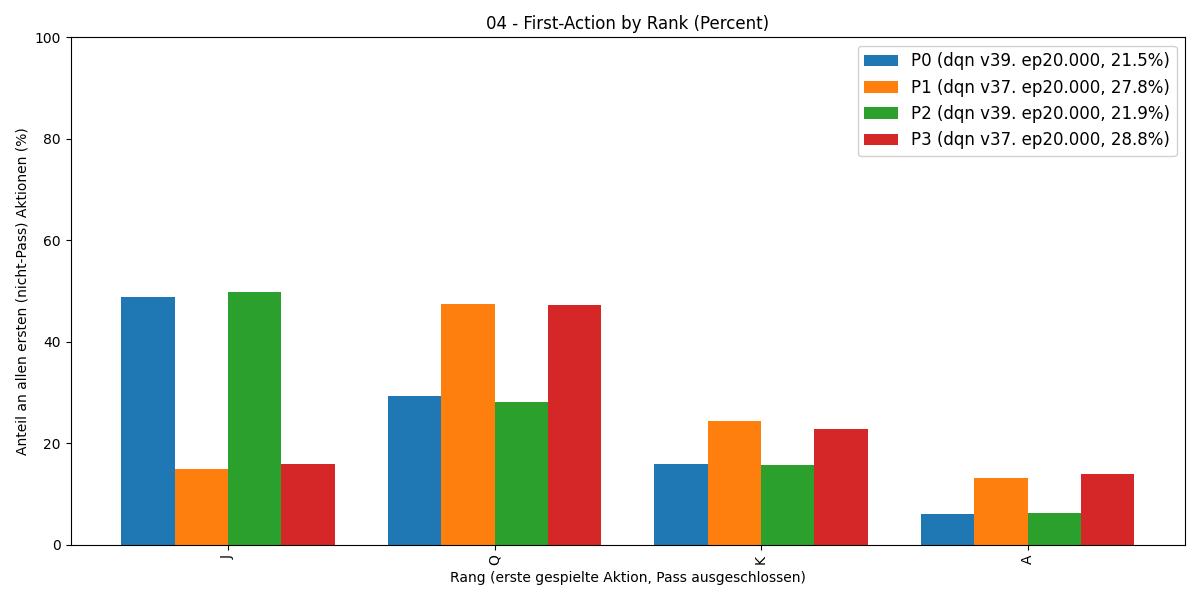 04 - First-Action by Rank (Percent)
Anteil an allen ersten (nicht-Pass) Aktionen (%)
100
80
60
40
20
0
P0 (dqn v39. ep20.000, 21.5%)
P1 (dqn v37. ep20.000, 27.8%)
P2 (dqn v39. ep20.000, 21.9%)
P3 (dqn v37. ep20.000, 28.8%)
J
Q
K
A
Rang (erste gespielte Aktion, Pass ausgeschlossen)